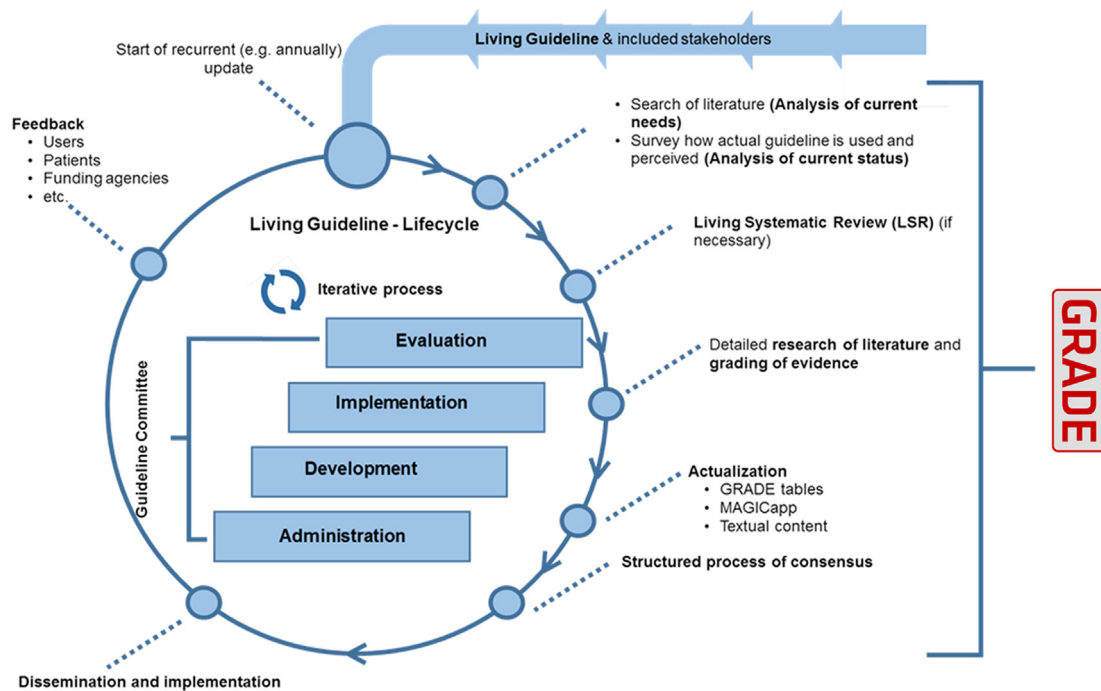 Living Guideline & included stakeholders
Start of recurrent (e.g. annually)
update
• Search of literature (Analysis of current
needs)
• Survey how actual guideline is used and
perceived (Analysis of current status)
Feedback
• Users
• Patients
• Funding agencies
• etc.
Living Guideline - Lifecycle
Living Systematic Review (LSR) (if
necessary)
Iterative process
Evaluation
Detailed research of literature and
grading of evidence
GRADE
Guideline Committee
Implementation
Development
Actualization
• GRADE tables
• MAGICapp
• Textual content
Administration
Structured process of consensus
Dissemination and implementation